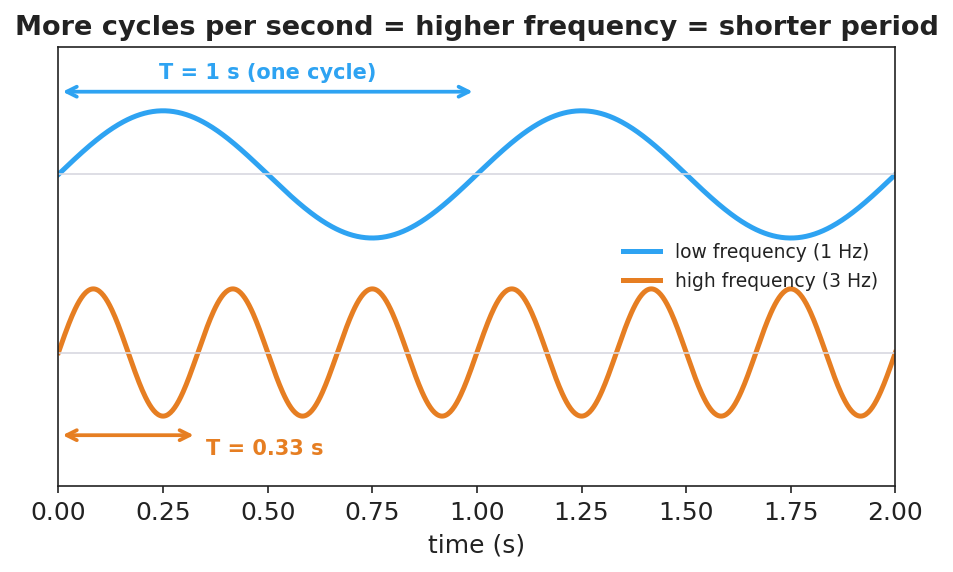 More cycles per second = higher frequency = shorter period
T = 1 s (one cycle)
low frequency (1 Hz)
high frequency (3 Hz)
T = 0.33 s
0.00 0.25 0.50 0.75 1.00 1.25 1.50 1.75 2.00
time (s)